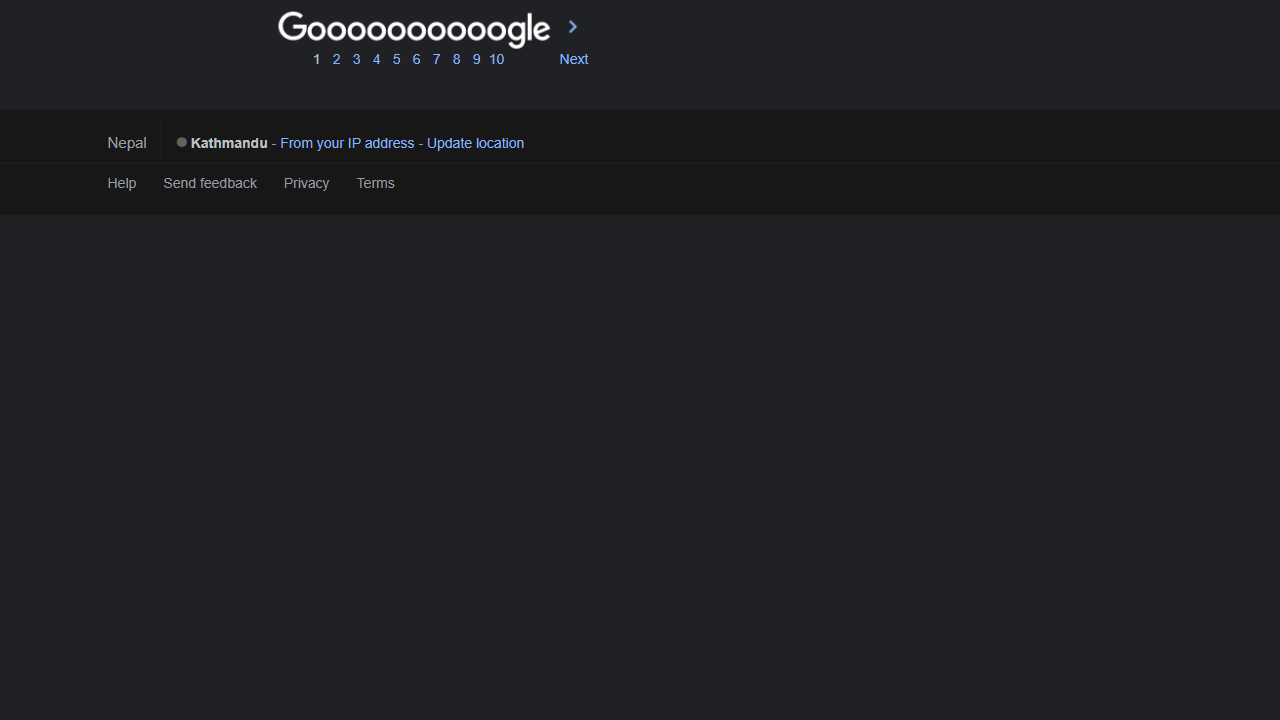 Goooooooooogle >
1 2 3 4 5 6 7 8 9 10 Next
Nepal Kathmandu - From your IP address - Update location
Help Send feedback Privacy Terms